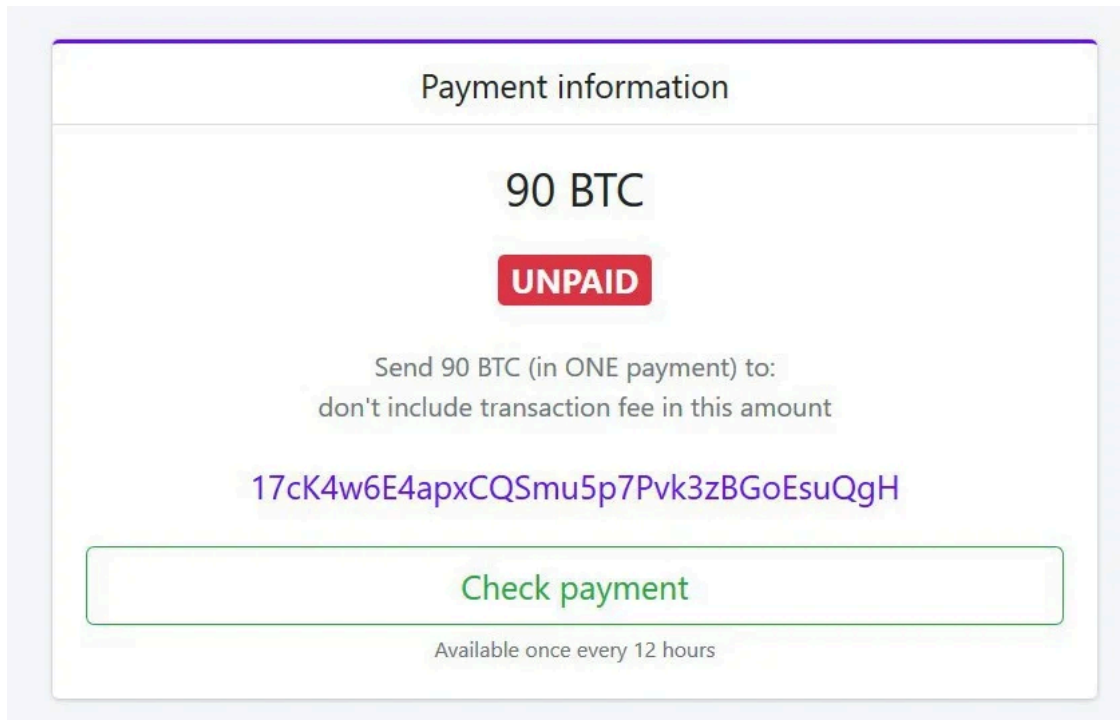 Payment information
90 BTC
UNPAID
Send 90 BTC (in ONE payment) to:
don't include transaction fee in this amount
17cK4w6E4apxCQSmu5p7Pvk3zBGoEsuQgH
Check payment
Available once every 12 hours